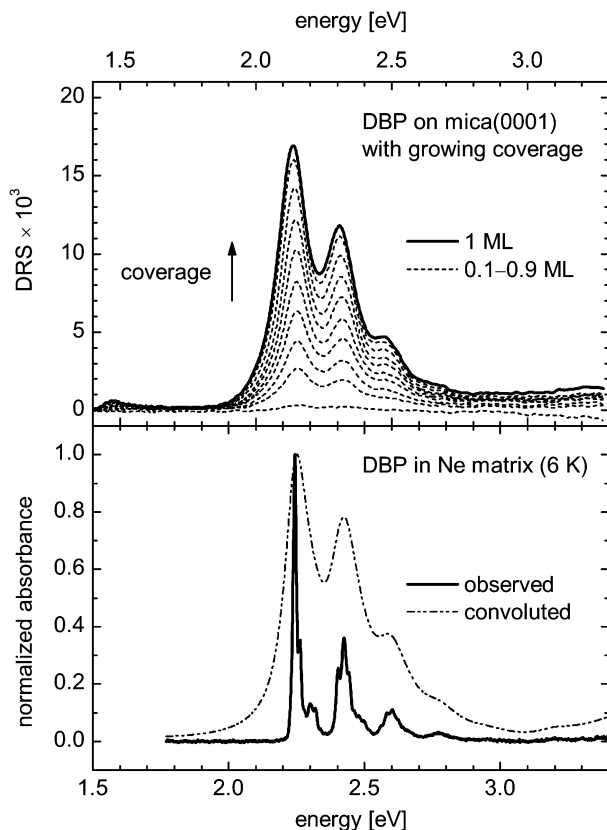 energy [eV]
1.5 2.0 2.5 3.0
20
15
10
5
0
DRS × 10³
DBP on mica(0001)
with growing coverage
coverage
1 ML
0.1–0.9 ML
1.0
0.8
0.6
0.4
0.2
0.0
normalized absorbance
DBP in Ne matrix (6 K)
observed
convoluted
1.5 2.0 2.5 3.0
energy [eV]